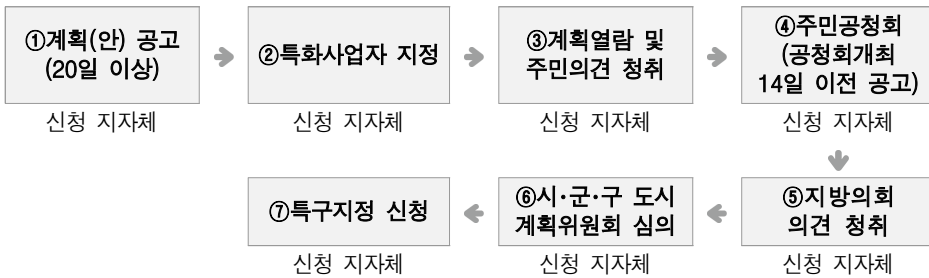 ①계획(안) 공고
(20일 이상)
신청 지자체
②특화사업자 지정
신청 지자체
③계획열람 및
주민의견 청취
신청 지자체
④주민공청회
(공청회개최
14일 이전 공고)
신청 지자체
⑤지방의회
의견 청취
신청 지자체
⑥시·군·구 도시
계획위원회 심의
신청 지자체
⑦특구지정 신청
신청 지자체